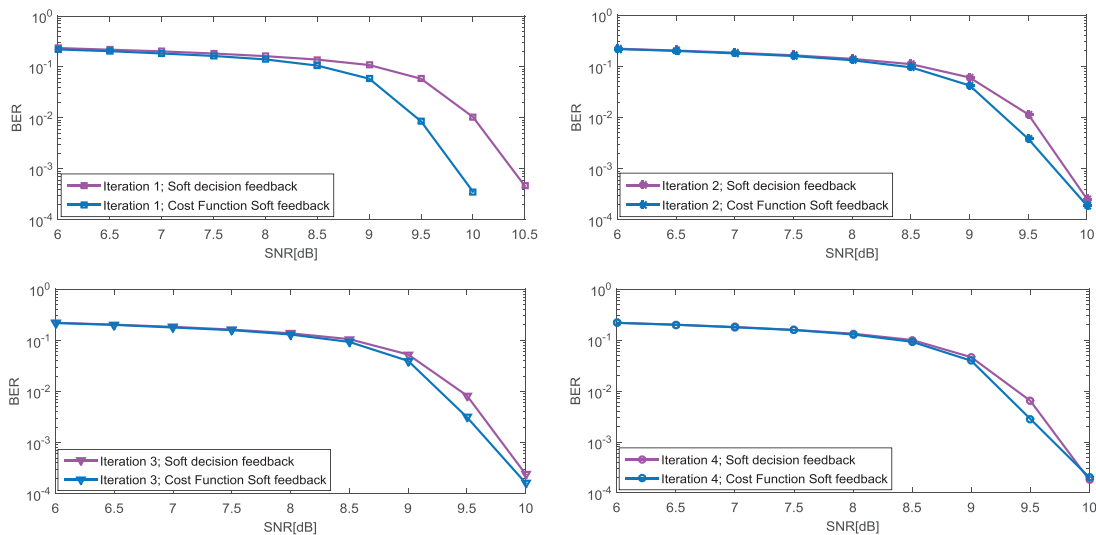 10^0
10^-1
10^-2
10^-3
10^-4
BER
Iteration 1; Soft decision feedback
Iteration 1; Cost Function Soft feedback
6 6.5 7 7.5 8 8.5 9 9.5 10 10.5
SNR[dB]
10^0
10^-1
10^-2
10^-3
10^-4
BER
Iteration 2; Soft decision feedback
Iteration 2; Cost Function Soft feedback
6 6.5 7 7.5 8 8.5 9 9.5 10
SNR[dB]
10^0
10^-1
10^-2
10^-3
10^-4
BER
Iteration 3; Soft decision feedback
Iteration 3; Cost Function Soft feedback
6 6.5 7 7.5 8 8.5 9 9.5 10
SNR[dB]
10^0
10^-1
10^-2
10^-3
10^-4
BER
Iteration 4; Soft decision feedback
Iteration 4; Cost Function Soft feedback
6 6.5 7 7.5 8 8.5 9 9.5 10
SNR[dB]